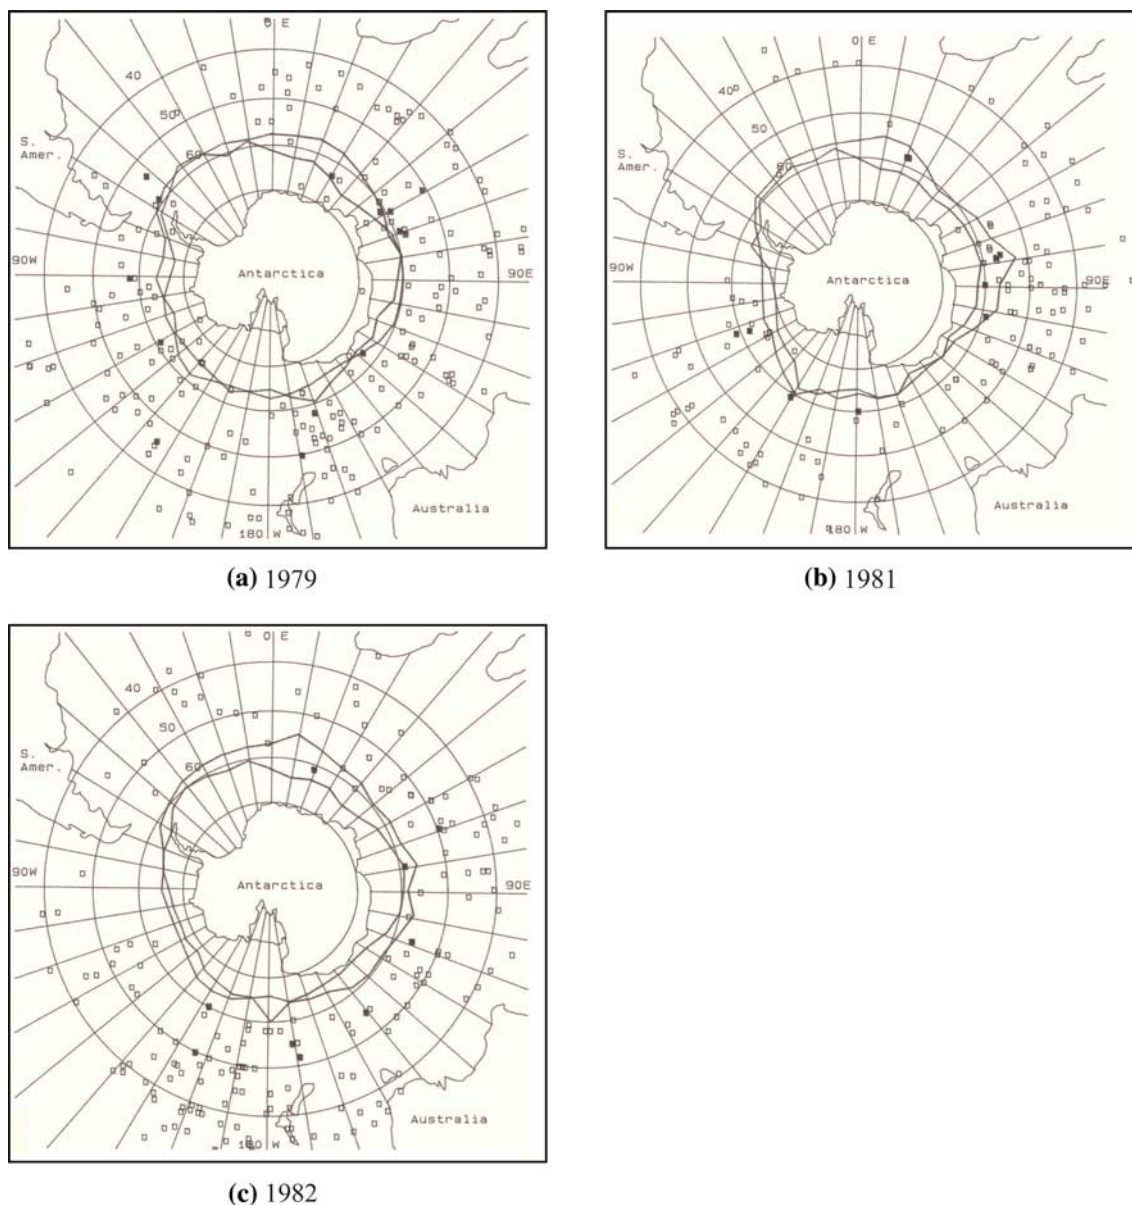 0 E
40
50
60
S.
Amer.
Antarctica
90W
90E
Australia
180 W
(a) 1979
0 E
40
50
60
S.
Amer.
Antarctica
90W
90E
Australia
180 W
(b) 1981
0 E
40
50
60
S.
Amer.
Antarctica
90W
90E
Australia
180 W
(c) 1982